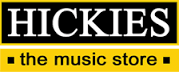 HICKIES
▪ the music store ▪